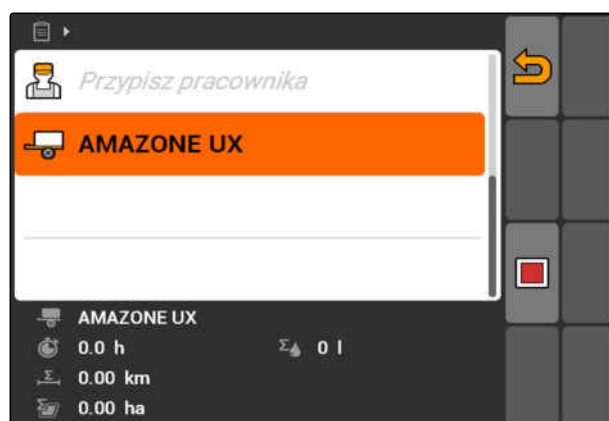 Przypisz pracownika
AMAZONE UX
AMAZONE UX
0.0 h Σ 0 l
Σ 0.00 km
Σ 0.00 ha